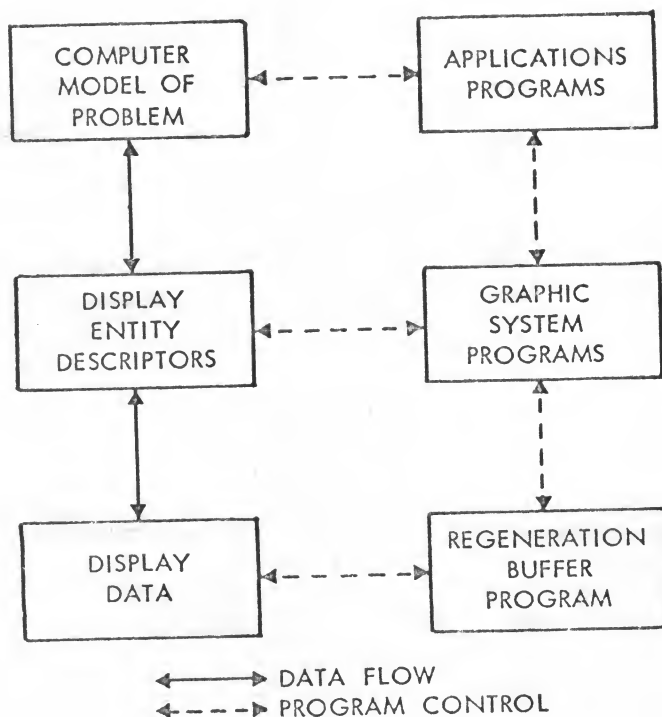 COMPUTER
MODEL OF
PROBLEM
APPLICATIONS
PROGRAMS
DISPLAY
ENTITY
DESCRIPTORS
GRAPHIC
SYSTEM
PROGRAMS
DISPLAY
DATA
REGENERATION
BUFFER
PROGRAM
DATA FLOW
PROGRAM CONTROL